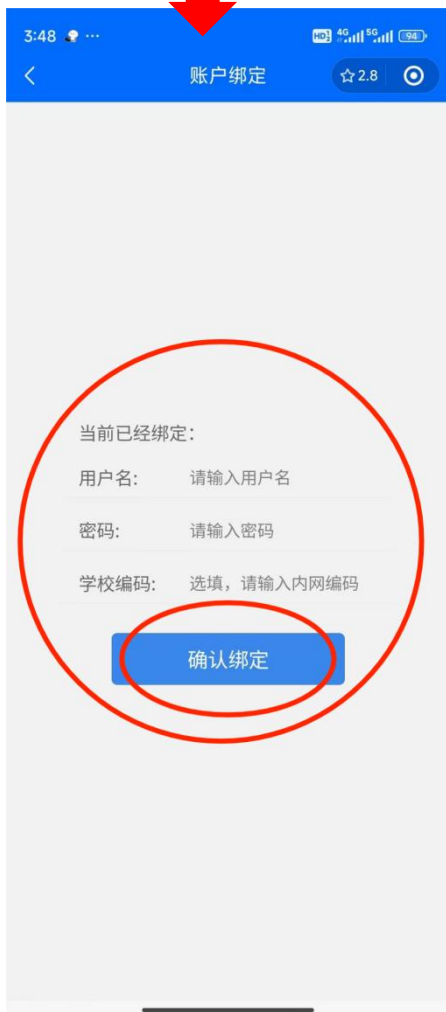 3:48 ... HD 4G 5G 94
账户绑定 2.8
当前已经绑定：
用户名: 请输入用户名
密码: 请输入密码
学校编码: 选填，请输入内网编码
确认绑定